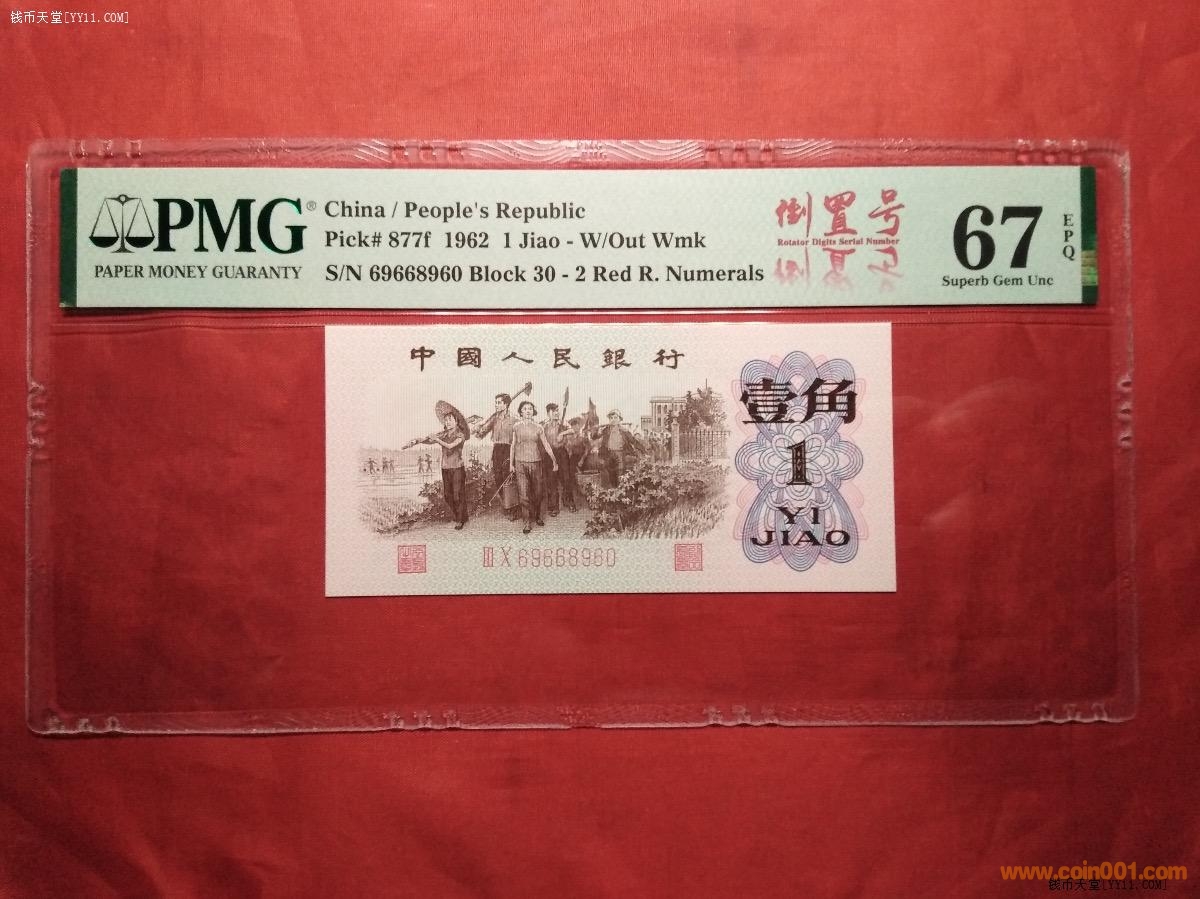 钱币天堂[YY11.COM]
PMG®
PAPER MONEY GUARANTY
China / People's Republic
Pick# 877f 1962 1 Jiao - W/Out Wmk
S/N 69668960 Block 30 - 2 Red R. Numerals
倒置号
Rotator Digits Serial Number
67
EPQ
Superb Gem Unc
中國人民銀行
壹角
1
YI
JIAO
ⅢⅩ 69668960
www.coin001.com
钱币天堂[YY11.COM]